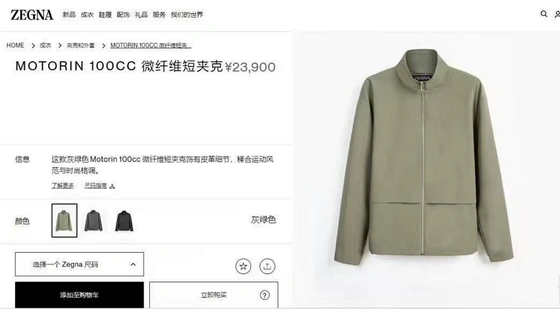 ZEGNA 新品 成衣 鞋履 配饰 礼品 服务 我们的世界
HOME > 成衣 > 夹克和外套 > MOTORIN 100CC 微纤维短夹...
MOTORIN 100CC 微纤维短夹克 ¥23,900
ZEGNA
信息 这款灰绿色 Motorin 100cc 微纤维短夹克饰有皮革细节，糅合运动风
范与时尚格调。
了解更多 尺码指南
颜色 灰绿色
选择一个 Zegna 尺码
添加至购物车 立即购买 ?